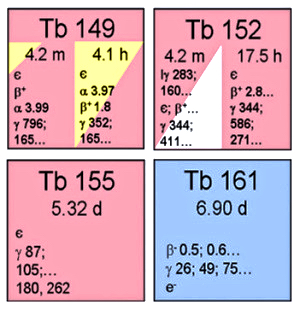 Tb 149
4.2 m 4.1 h
ϵ ϵ
β⁺ α 3.97
α 3.99 β⁺ 1.8
γ 796; γ 352;
165... 165...
Tb 152
4.2 m 17.5 h
Iγ 283; ϵ
160... β⁺ 2.8...
ϵ; β⁺... γ 344;
γ 344; 586;
411... 271...
Tb 155
5.32 d
ϵ
γ 87;
105;...
180, 262
Tb 161
6.90 d
β⁻ 0.5; 0.6...
γ 26; 49; 75...
e⁻